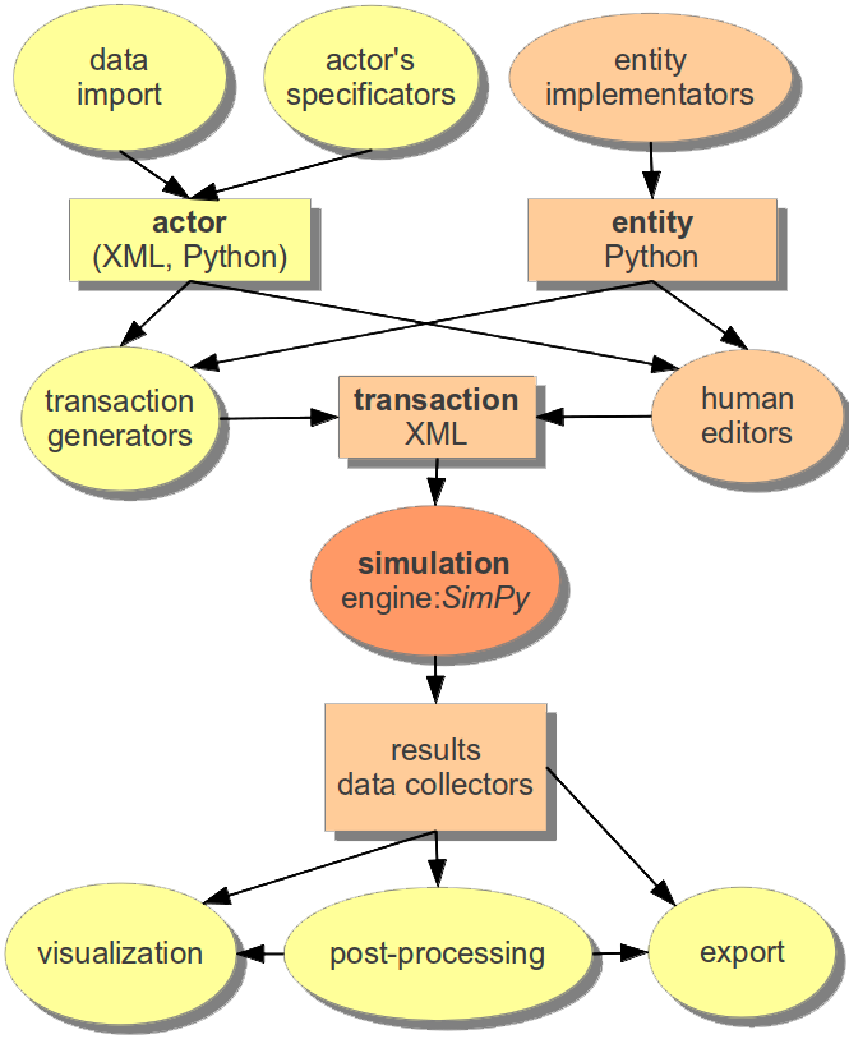 data
import
actor's
specificators
entity
implementators
actor
(XML, Python)
entity
Python
transaction
generators
transaction
XML
human
editors
simulation
engine:SimPy
results
data collectors
visualization
post-processing
export